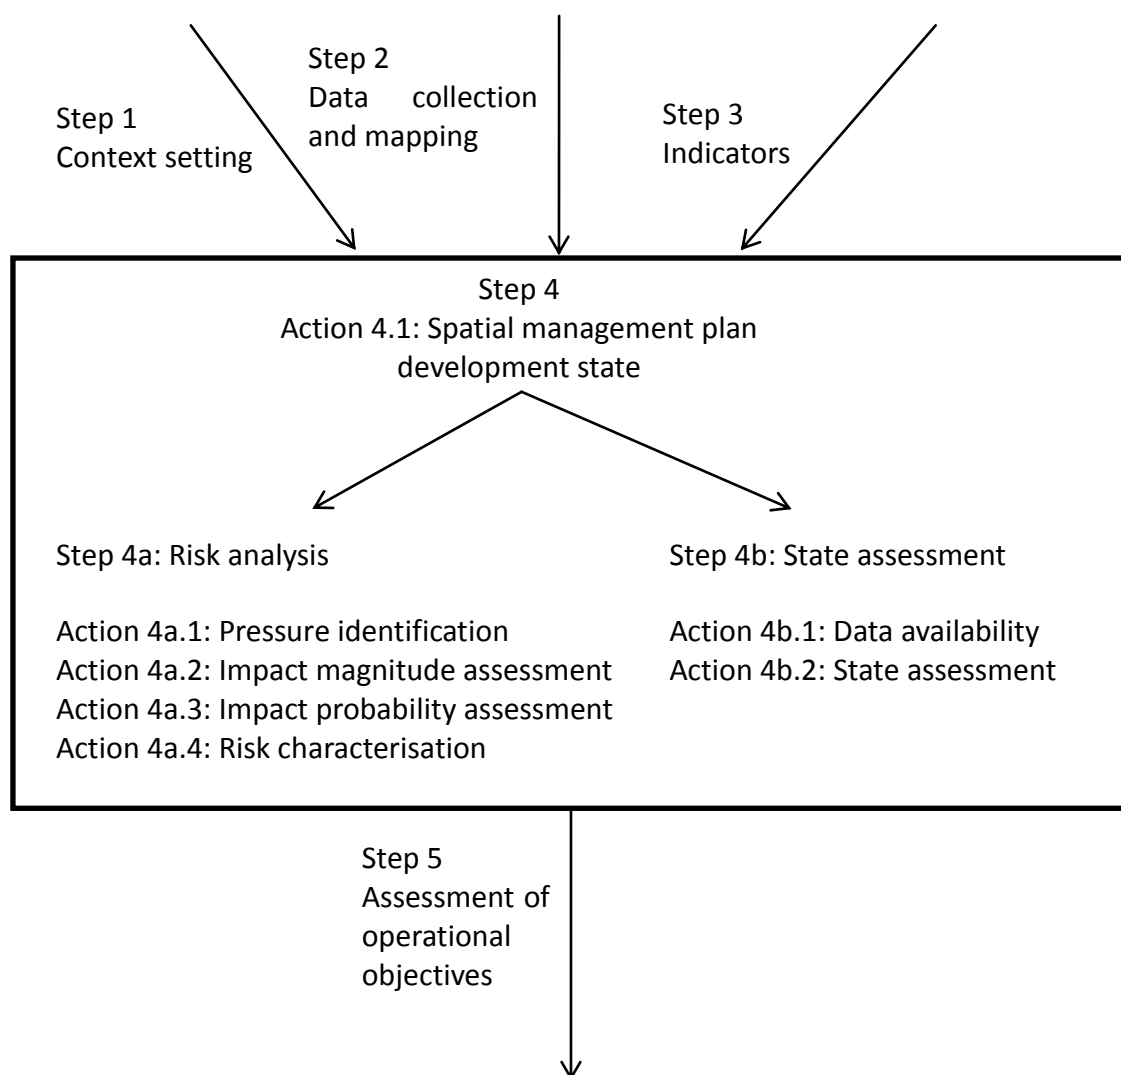 Step 1
Context setting
Step 2
Data collection
and mapping
Step 3
Indicators
Step 4
Action 4.1: Spatial management plan
development state
Step 4a: Risk analysis
Action 4a.1: Pressure identification
Action 4a.2: Impact magnitude assessment
Action 4a.3: Impact probability assessment
Action 4a.4: Risk characterisation
Step 4b: State assessment
Action 4b.1: Data availability
Action 4b.2: State assessment
Step 5
Assessment of
operational
objectives